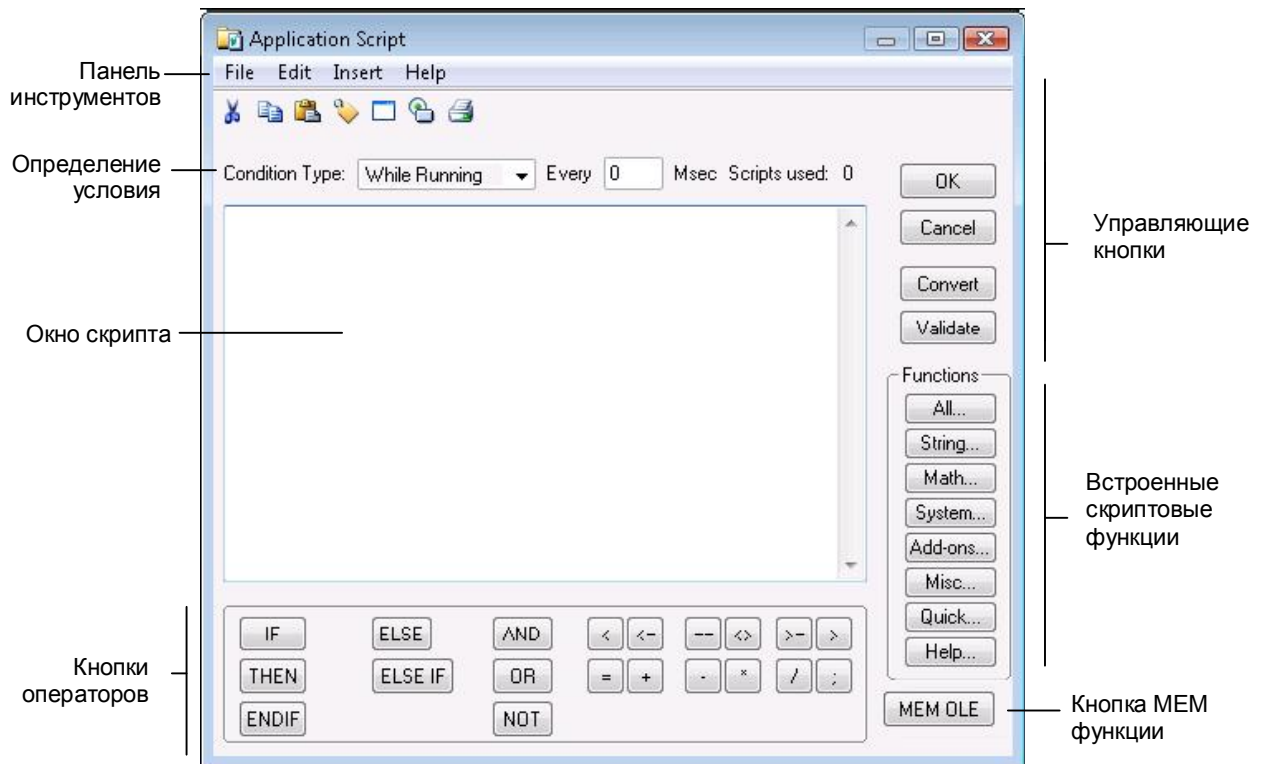 Application Script
Панель
инструментов
File Edit Insert Help
Определение
условия
Condition Type: While Running Every 0 Msec Scripts used: 0
OK
Cancel
Convert
Validate
Управляющие
кнопки
Окно скрипта
Functions
All...
String...
Math...
System...
Add-ons...
Misc...
Quick...
Help...
Встроенные
скриптовые
функции
Кнопки
операторов
IF ELSE AND < <= == <> >= >
THEN ELSE IF OR = + - * / ;
ENDIF NOT
MEM OLE
Кнопка MEM
функции